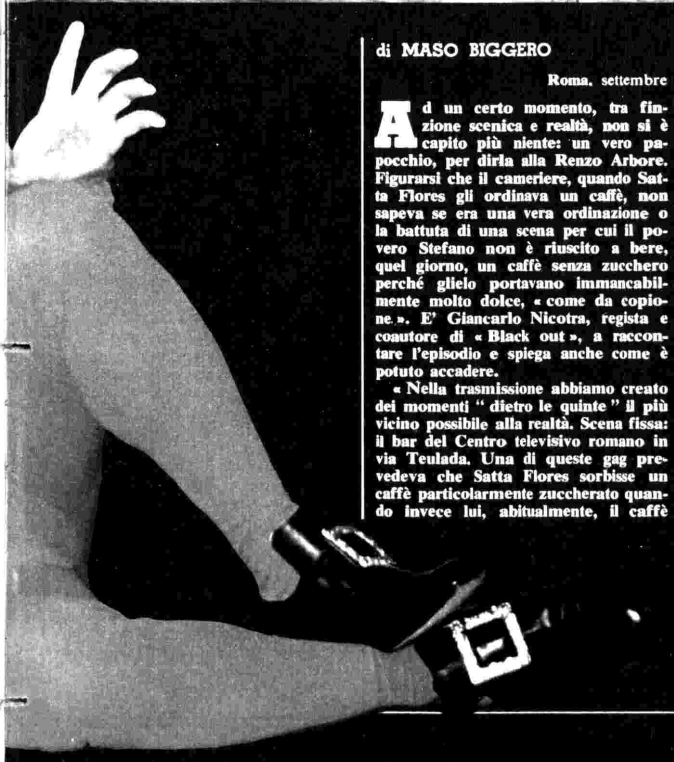 di MASO BIGGERO
Roma, settembre
Ad un certo momento, tra fin-
zione scenica e realtà, non si è
capito più niente: un vero pa-
pocchio, per dirla alla Renzo Arbore.
Figurarsi che il cameriere, quando Sat-
ta Flores gli ordinava un caffè, non
sapeva se era una vera ordinazione o
la battuta di una scena per cui il po-
vero Stefano non è riuscito a bere,
quel giorno, un caffè senza zucchero
perché glielo portavano immancabil-
mente molto dolce, « come da copio-
ne ». E' Giancarlo Nicotra, regista e
coautore di « Black out », a raccon-
tare l'episodio e spiega anche come è
potuto accadere.
« Nella trasmissione abbiamo creato
dei momenti " dietro le quinte " il più
vicino possibile alla realtà. Scena fissa:
il bar del Centro televisivo romano in
via Teulada. Una di queste gag pre-
vedeva che Satta Flores sorbisse un
caffè particolarmente zuccherato quan-
do invece lui, abitualmente, il caffè